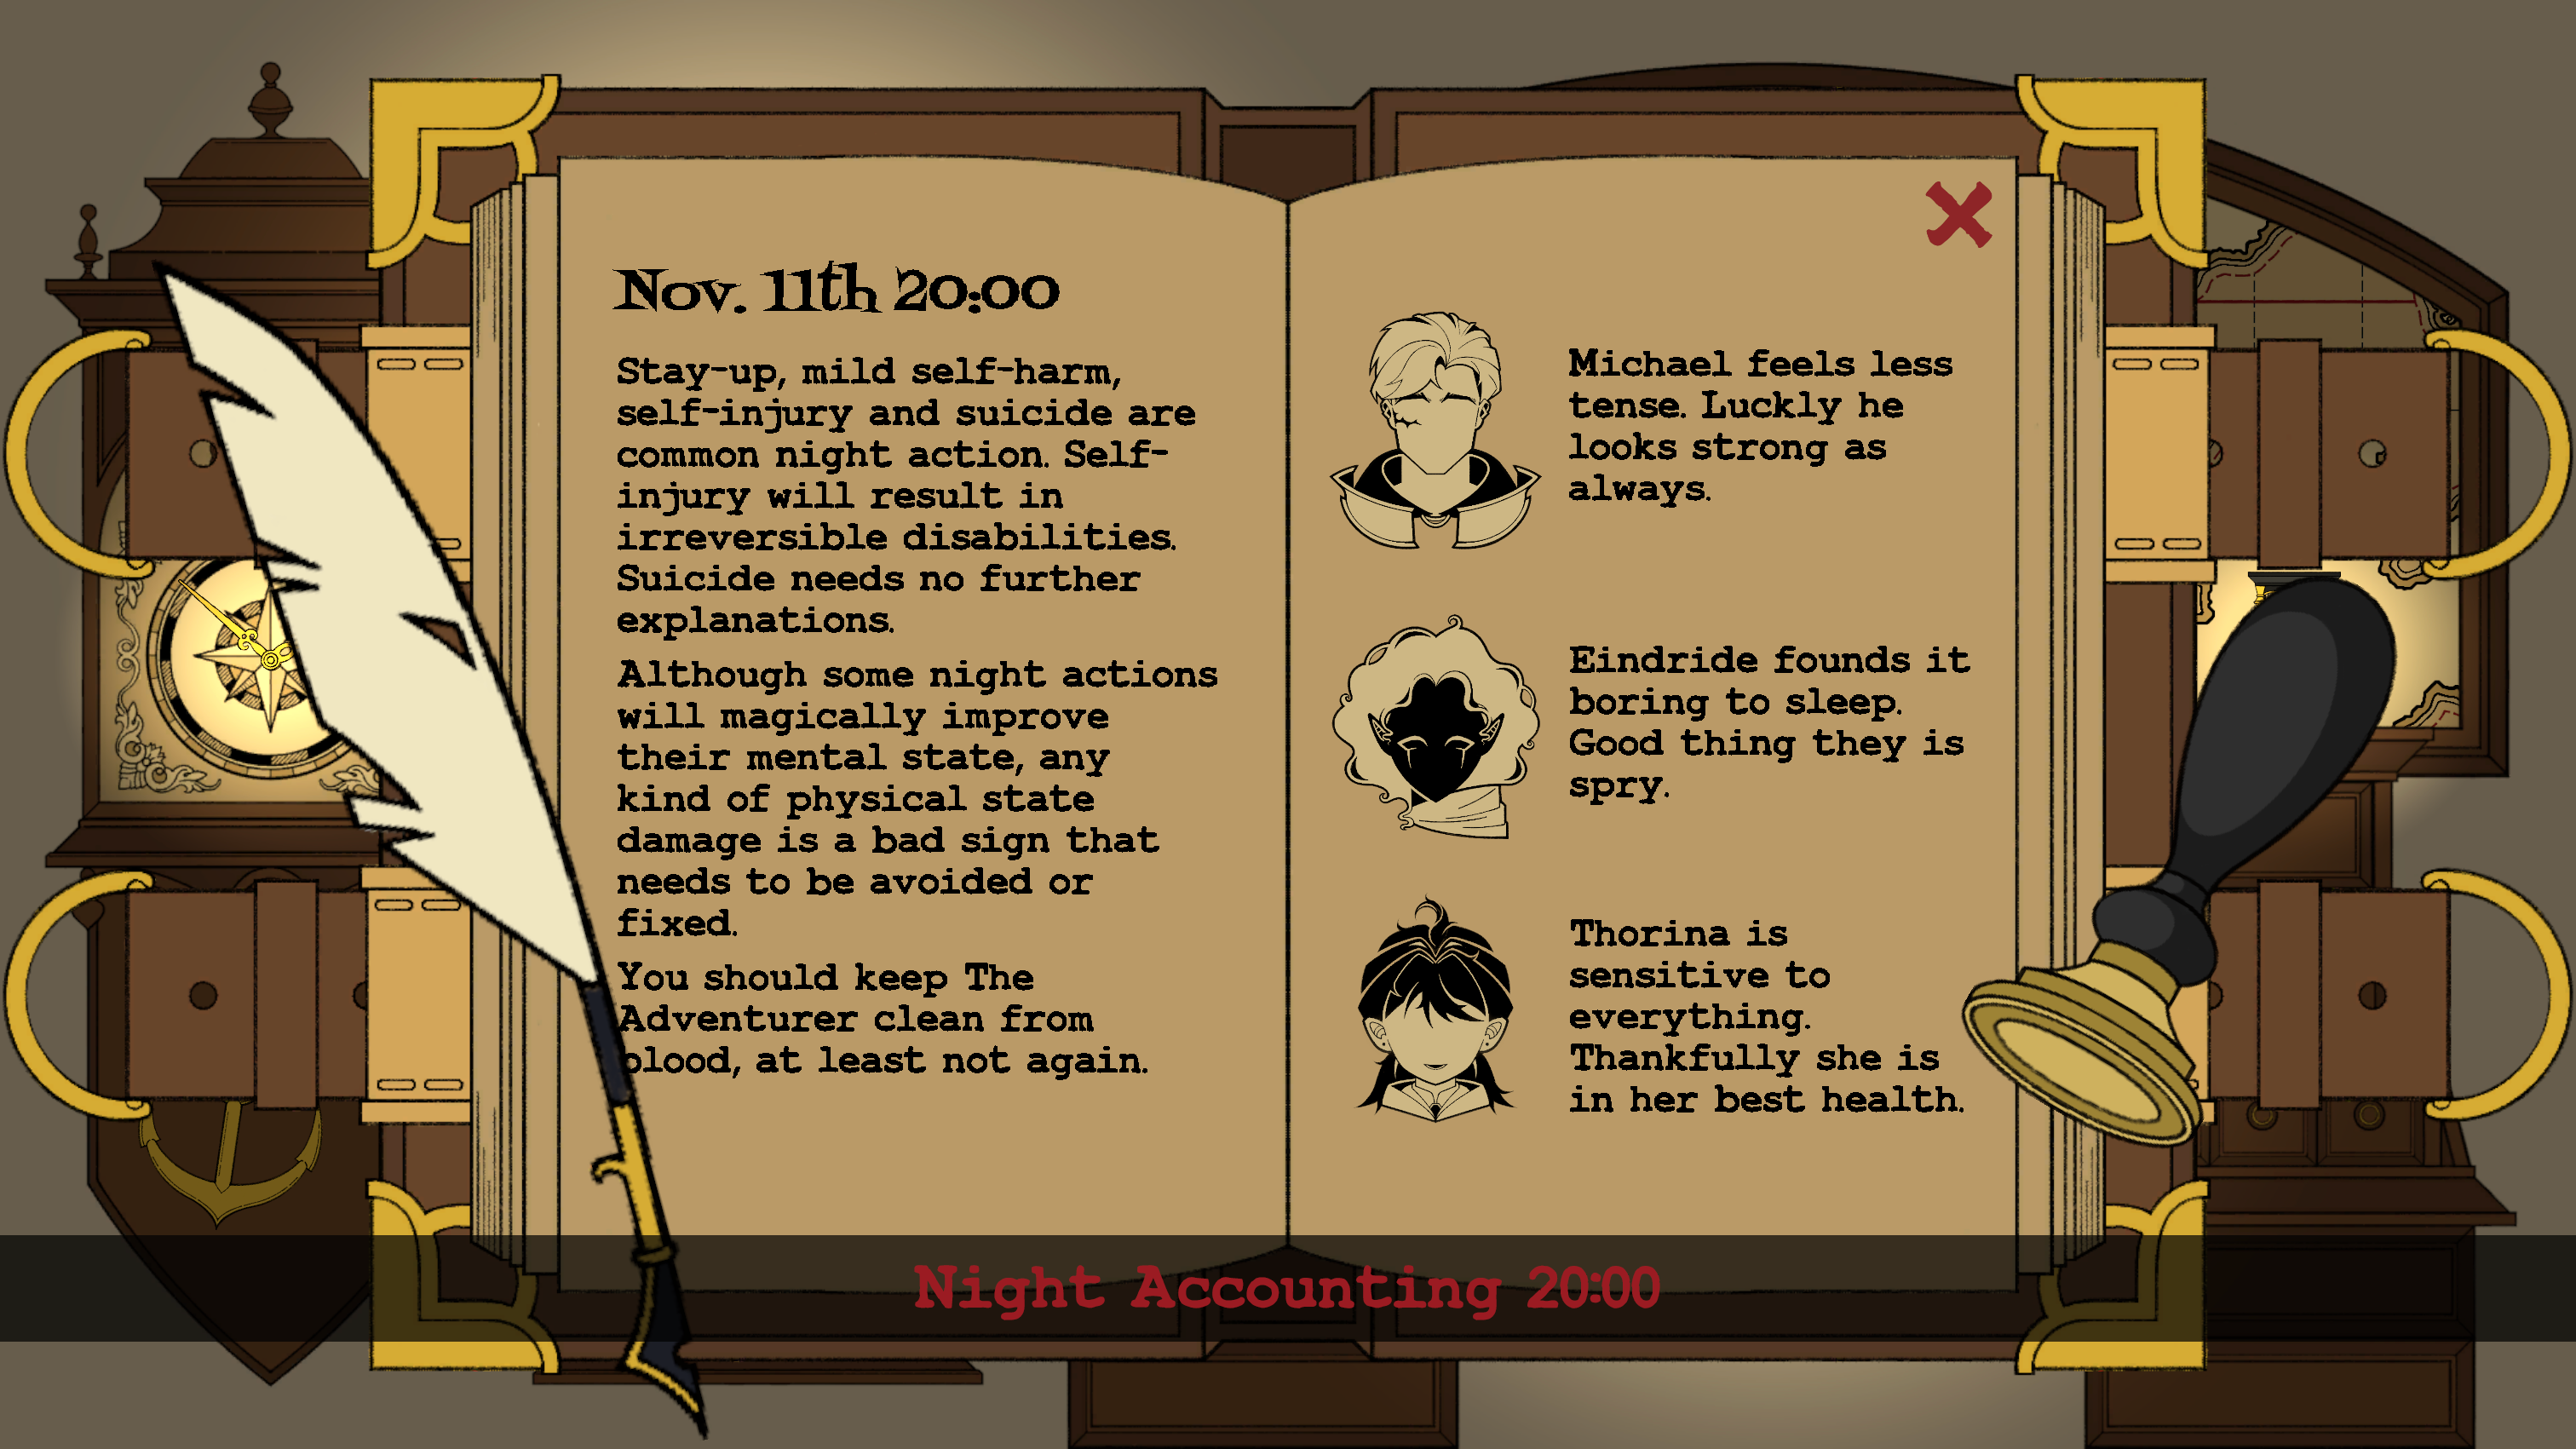 Nov. 11th 20:00
Stay-up, mild self-harm,
self-injury and suicide are
common night action. Self-
injury will result in
irreversible disabilities.
Suicide needs no further
explanations.
Although some night actions
will magically improve
their mental state, any
kind of physical state
damage is a bad sign that
needs to be avoided or
fixed.
You should keep The
Adventurer clean from
blood, at least not again.
Michael feels less
tense. Luckly he
looks strong as
always.
Eindride founds it
boring to sleep.
Good thing they is
spry.
Thorina is
sensitive to
everything.
Thankfully she is
in her best health.
Night Accounting 20:00